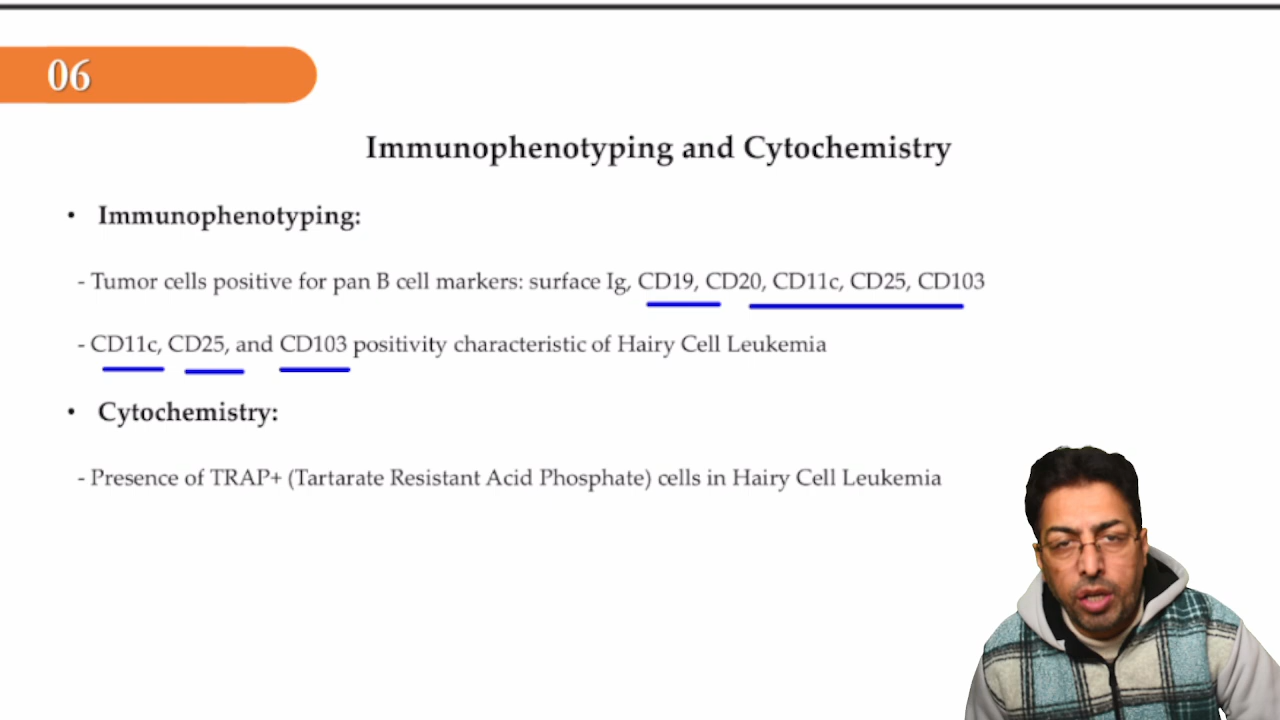 06
Immunophenotyping and Cytochemistry
• Immunophenotyping:
- Tumor cells positive for pan B cell markers: surface Ig, CD19, CD20, CD11c, CD25, CD103
- CD11c, CD25, and CD103 positivity characteristic of Hairy Cell Leukemia
• Cytochemistry:
- Presence of TRAP+ (Tartarate Resistant Acid Phosphate) cells in Hairy Cell Leukemia